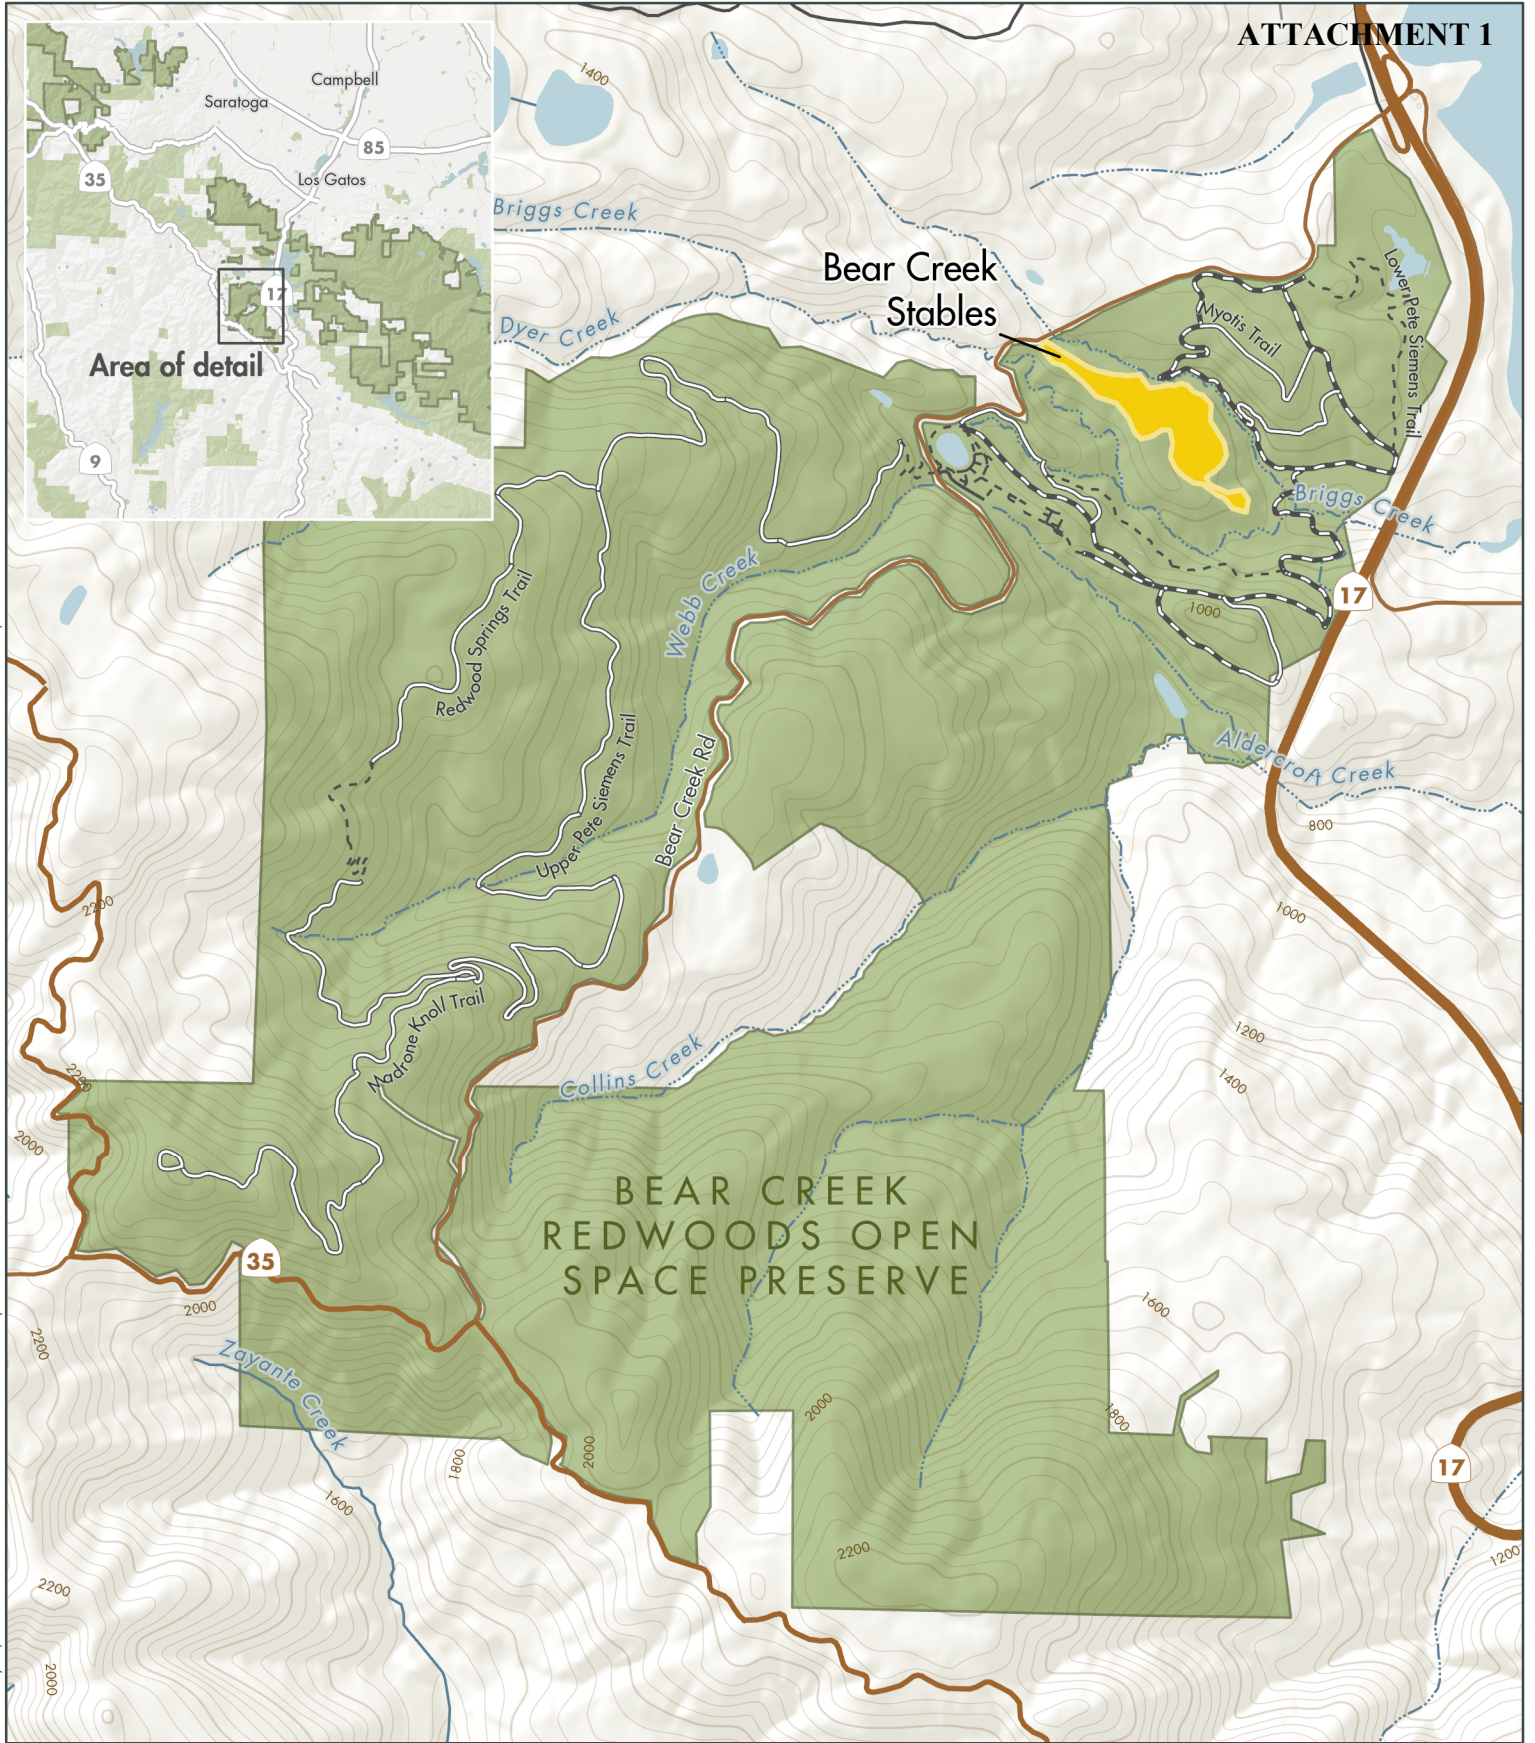 ATTACHMENT 1
Campbell
Saratoga
85
35
Los Gatos
17
Area of detail
9
1400
Briggs Creek
Dyer Creek
Bear Creek
Stables
Myotis Trail
Lower Pete Siemens Trail
Briggs Creek
17
1000
Webb Creek
Redwood Springs Trail
Upper Pete Siemens Trail
Bear Creek Rd
Aldercroft Creek
800
2200
1000
Madrone Knoll Trail
1200
Collins Creek
2200
1400
2000
BEAR CREEK
REDWOODS OPEN
SPACE PRESERVE
35
2000
1600
2200
Zayante Creek
2000
1800
2000
1800
17
1600
2200
1200
2200
2000